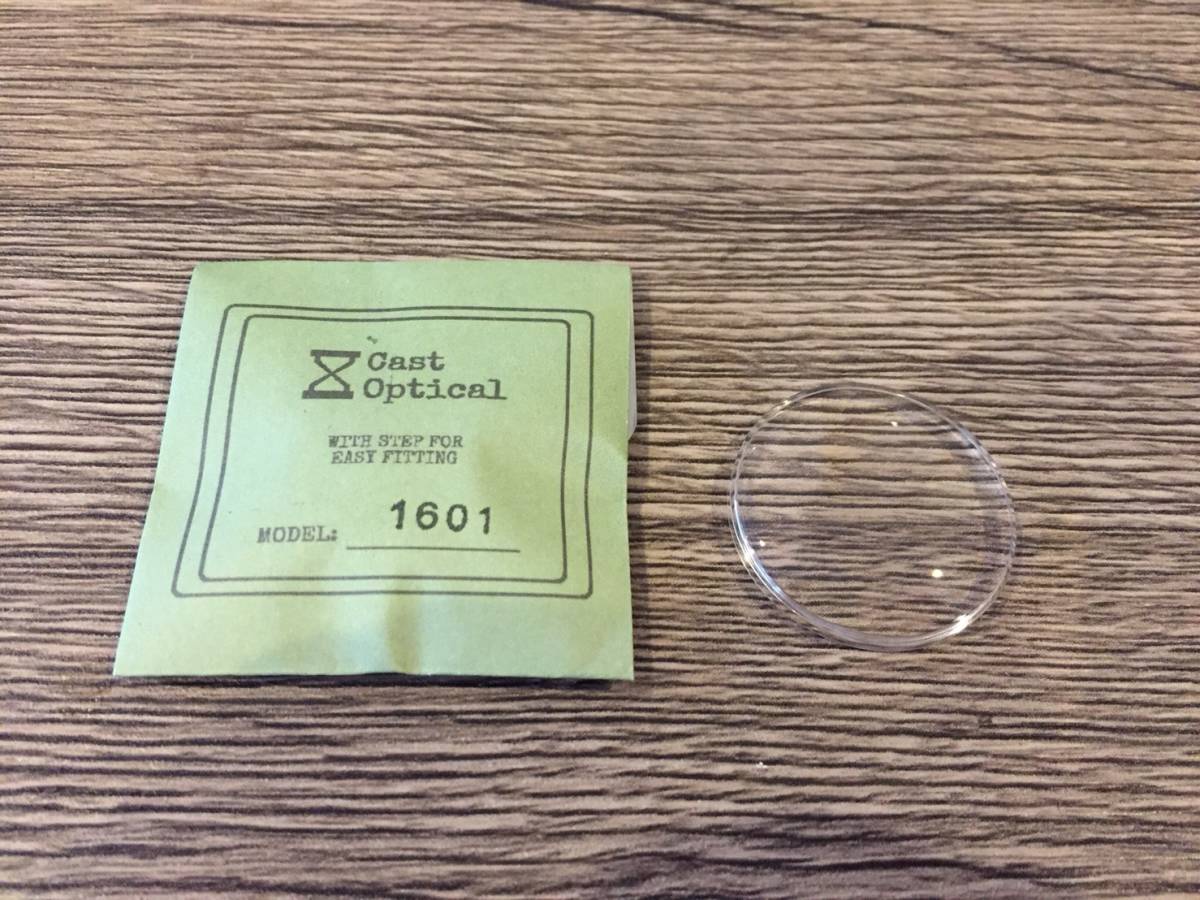 Cast
Optical
WITH STEP FOR
EASY FITTING
MODEL: 1601